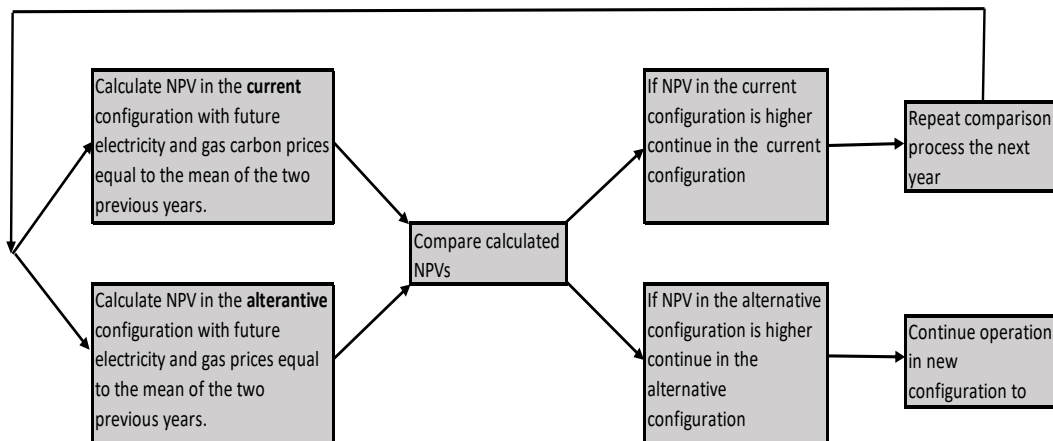 Calculate NPV in the current
configuration with future
electricity and gas carbon prices
equal to the mean of the two
previous years.
Calculate NPV in the alterantive
configuration with future
electricity and gas prices equal
to the mean of the two
previous years.
Compare calculated
NPVs
If NPV in the current
configuration is higher
continue in the current
configuration
If NPV in the alternative
configuration is higher
continue in the
alternative
configuration
Repeat comparison
process the next
year
Continue operation
in new
configuration to